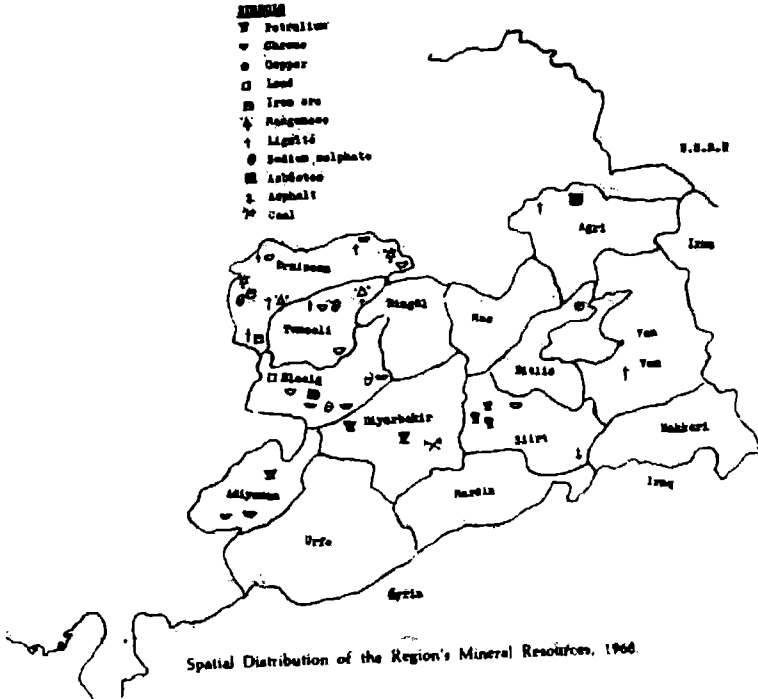 SYMBOLS
Petrolium
Chrome
Copper
Lead
Iron ore
Manganese
Lignite
Sodium sulphate
Asbestos
Asphalt
Coal
U.S.S.R
Agri
Iran
Erzincan
Tunceli
Bingöl
Mus
Van
Van
Bitlis
Elazig
Diyarbakir
Siirt
Hakkari
Iraq
Adiyaman
Mardin
Urfa
Syria
Spatial Distribution of the Region's Mineral Resources, 1968.